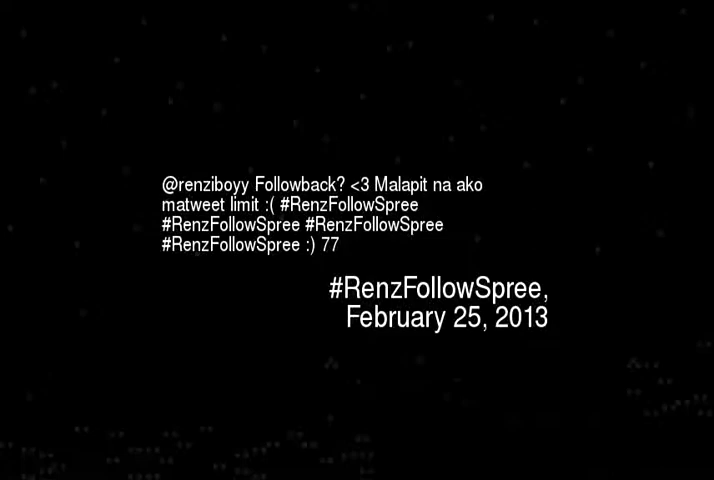 @renziboyy Followback? <3 Malapit na ako
matweet limit :( #RenzFollowSpree
#RenzFollowSpree #RenzFollowSpree
#RenzFollowSpree :) 77
#RenzFollowSpree,
February 25, 2013